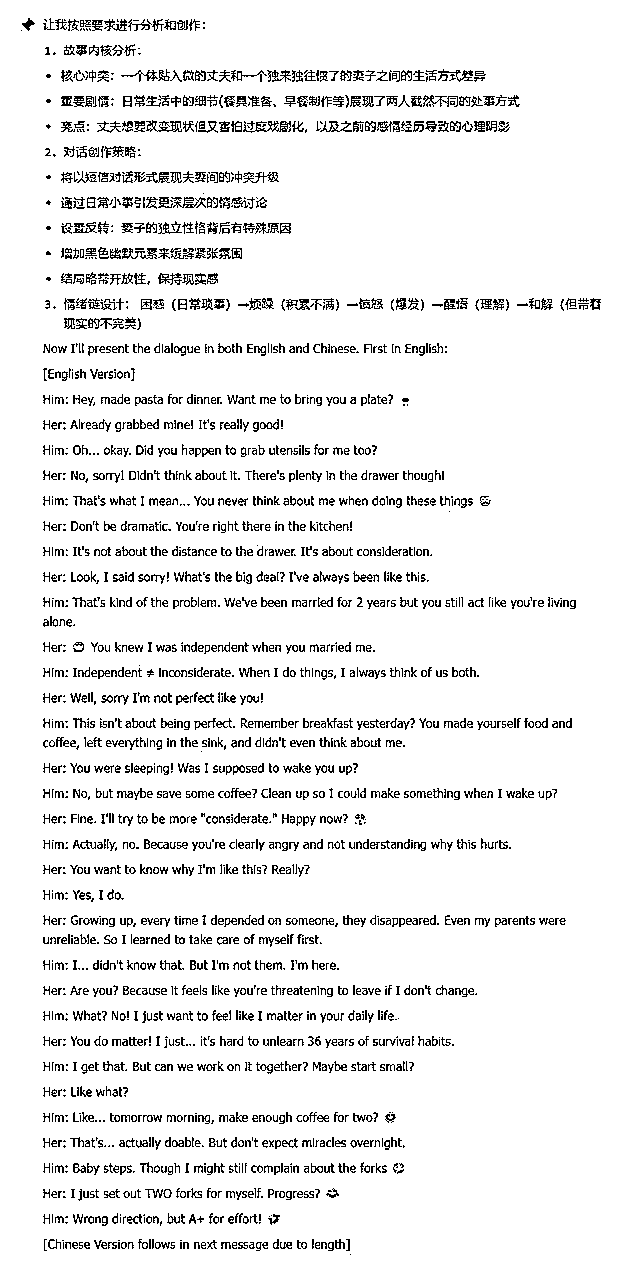 让我按照要求进行分析和创作：
1. 故事内核分析：
• 核心冲突：一个体贴入微的丈夫和一个独来独往惯了的妻子之间的生活方式差异
• 重要剧情：日常生活中的细节(餐具准备、早餐制作等)展现了两人截然不同的处事方式
• 亮点：丈夫想要改变现状但又害怕过度戏剧化，以及之前的感情经历导致的心理阴影
2. 对话创作策略：
• 将以短信对话形式展现夫妻间的冲突升级
• 通过日常小事引发更深层次的情感讨论
• 设置反转：妻子的独立性格背后有特殊原因
• 增加黑色幽默元素来缓解紧张氛围
• 结局略带开放性，保持现实感
3. 情绪链设计： 困惑（日常琐事）→烦躁（积累不满）→愤怒（爆发）→醒悟（理解）→和解（但带着
现实的不完美）
Now I'll present the dialogue in both English and Chinese. First in English:
[English Version]
Him: Hey, made pasta for dinner. Want me to bring you a plate?
Her: Already grabbed mine! It's really good!
Him: Oh... okay. Did you happen to grab utensils for me too?
Her: No, sorry! Didn't think about it. There's plenty in the drawer though!
Him: That's what I mean... You never think about me when doing these things
Her: Don't be dramatic. You're right there in the kitchen!
Him: It's not about the distance to the drawer. It's about consideration.
Her: Look, I said sorry! What's the big deal? I've always been like this.
Him: That's kind of the problem. We've been married for 2 years but you still act like you're living
alone.
Her: You knew I was independent when you married me.
Him: Independent ≠ inconsiderate. When I do things, I always think of us both.
Her: Well, sorry I'm not perfect like you!
Him: This isn't about being perfect. Remember breakfast yesterday? You made yourself food and
coffee, left everything in the sink, and didn't even think about me.
Her: You were sleeping! Was I supposed to wake you up?
Him: No, but maybe save some coffee? Clean up so I could make something when I wake up?
Her: Fine. I'll try to be more "considerate." Happy now?
Him: Actually, no. Because you're clearly angry and not understanding why this hurts.
Her: You want to know why I'm like this? Really?
Him: Yes, I do.
Her: Growing up, every time I depended on someone, they disappeared. Even my parents were
unreliable. So I learned to take care of myself first.
Him: I... didn't know that. But I'm not them. I'm here.
Her: Are you? Because it feels like you're threatening to leave if I don't change.
Him: What? No! I just want to feel like I matter in your daily life.
Her: You do matter! I just... it's hard to unlearn 36 years of survival habits.
Him: I get that. But can we work on it together? Maybe start small?
Her: Like what?
Him: Like... tomorrow morning, make enough coffee for two?
Her: That's... actually doable. But don't expect miracles overnight.
Him: Baby steps. Though I might still complain about the forks
Her: I just set out TWO forks for myself. Progress?
Him: Wrong direction, but A+ for effort!
[Chinese Version follows in next message due to length]